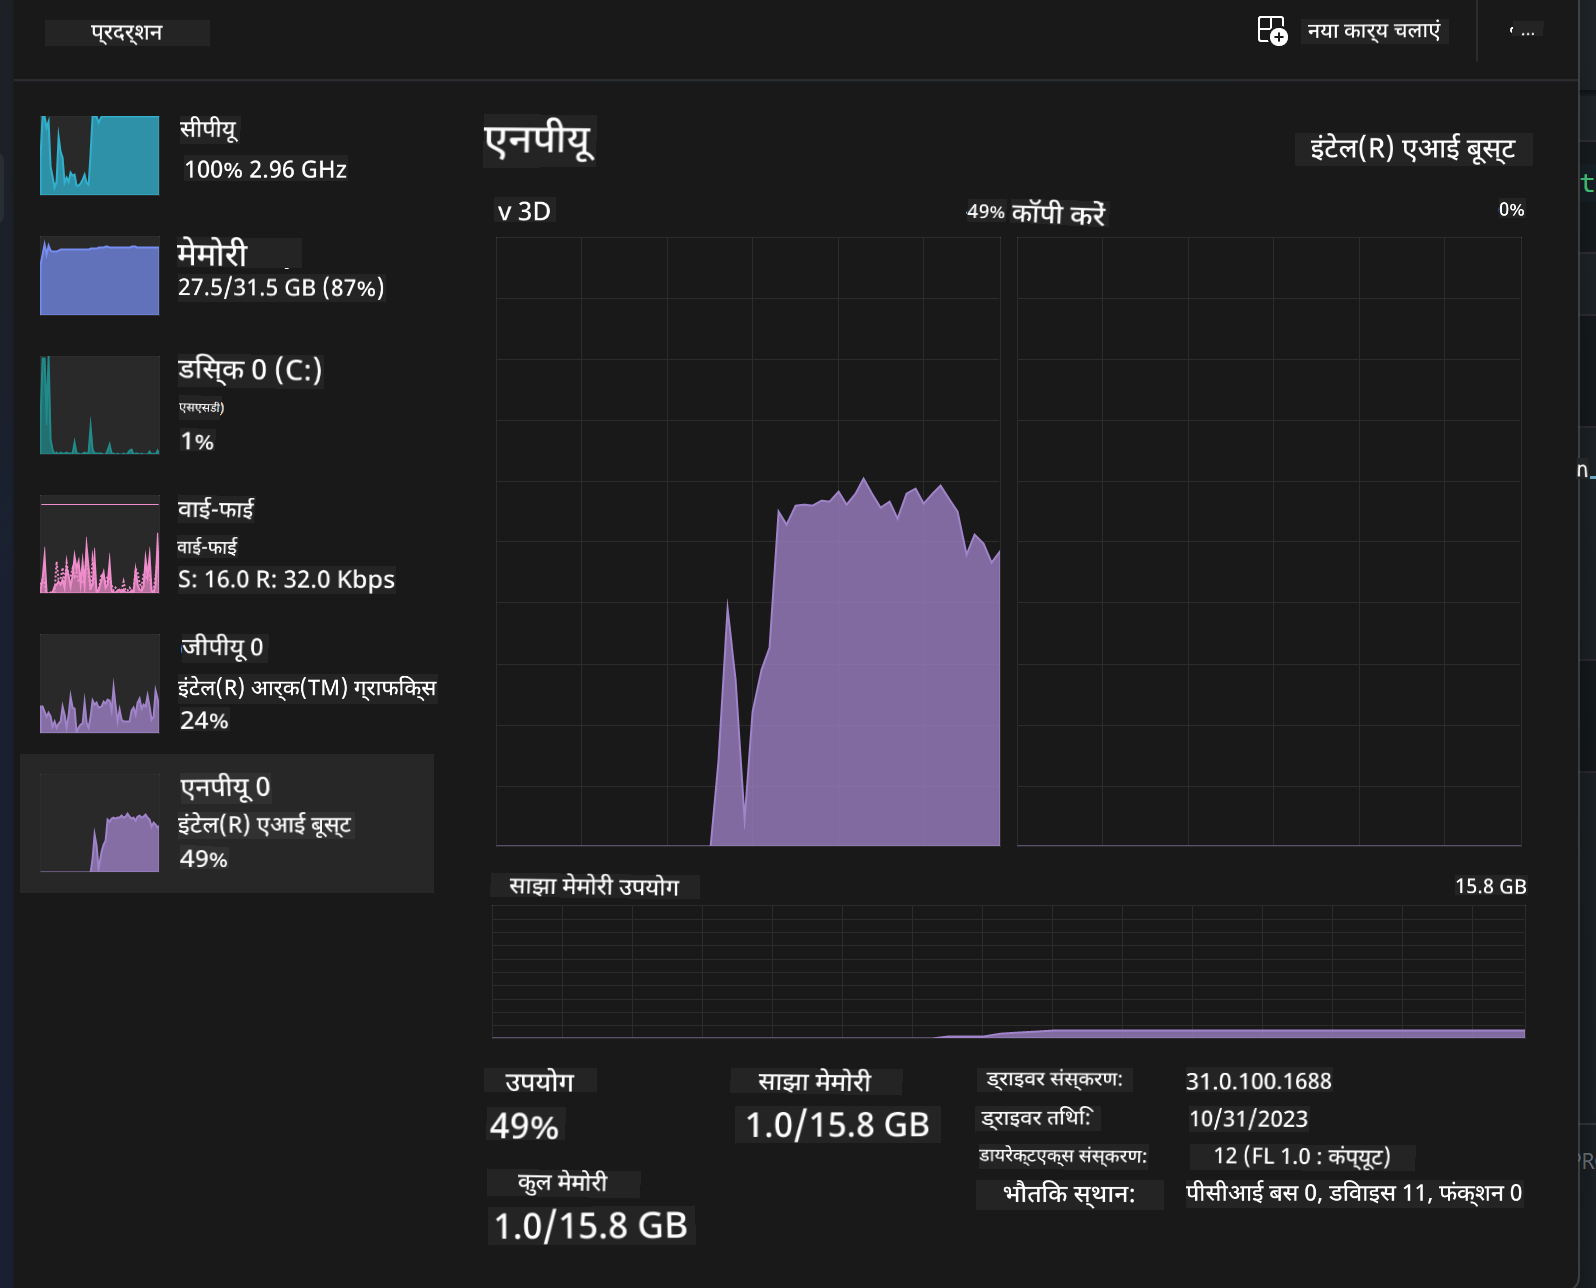 प्रदर्शन
नया कार्य चलाएं
...
सीपीयू
100% 2.96 GHz
मेमोरी
27.5/31.5 GB (87%)
डिस्क 0 (C:)
एसएसडी)
1%
वाई-फाई
वाई-फाई
S: 16.0 R: 32.0 Kbps
जीपीयू 0
इंटेल(R) आर्क(TM) ग्राफिक्स
24%
एनपीयू 0
इंटेल(R) एआई बूस्ट
49%
एनपीयू
इंटेल(R) एआई बूस्ट
v 3D
49%
कॉपी करें
0%
साझा मेमोरी उपयोग
15.8 GB
उपयोग
49%
साझा मेमोरी
1.0/15.8 GB
कुल मेमोरी
1.0/15.8 GB
ड्राइवर संस्करण:
31.0.100.1688
ड्राइवर तिथि:
10/31/2023
डायरेक्टएक्स संस्करण:
12 (FL 1.0 : कंप्यूट)
भौतिक स्थान:
पीसीआई बस 0, डिवाइस 11, फंक्शन 0